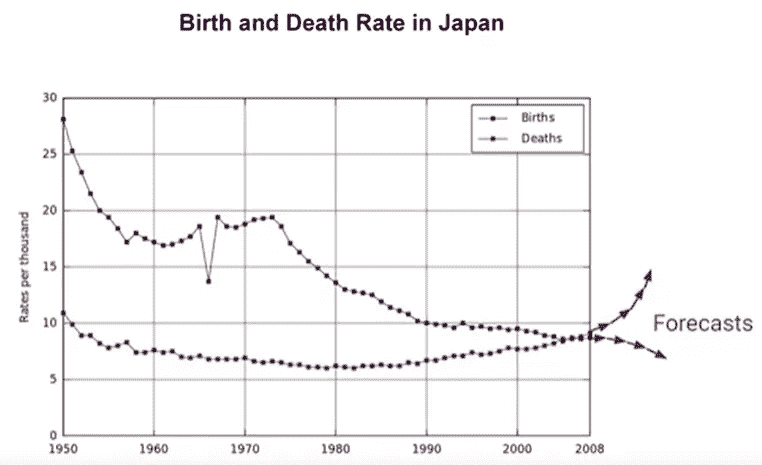 Birth and Death Rate in Japan
30
Births
Deaths
25
20
15
10
5
0
Rates per thousand
Forecasts
1950 1960 1970 1980 1990 2000 2008